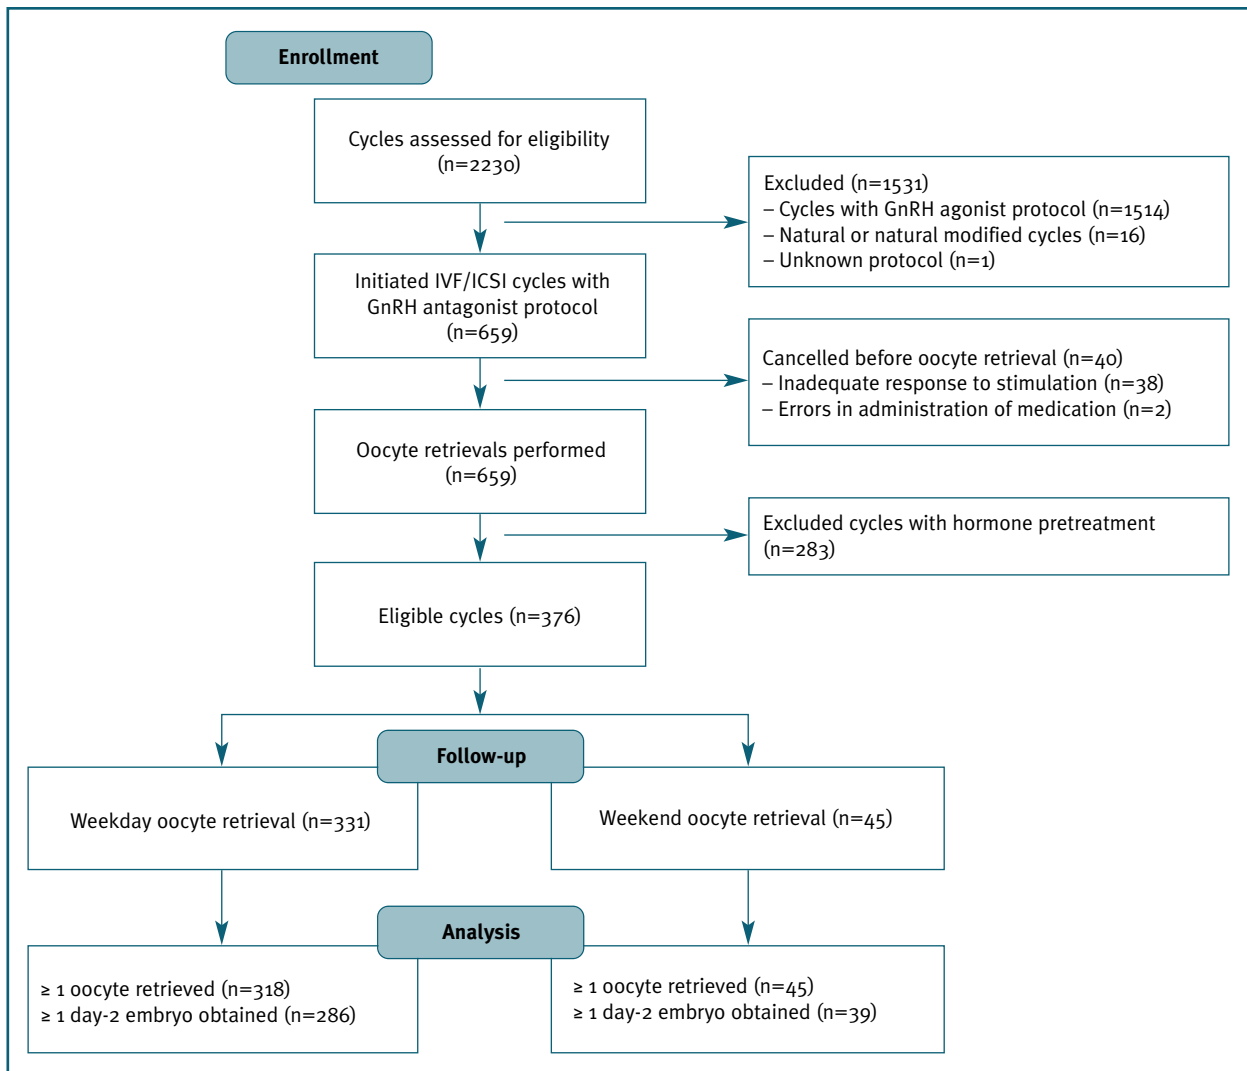 Enrollment
Cycles assessed for eligibility
(n=2230)
Excluded (n=1531)
– Cycles with GnRH agonist protocol (n=1514)
– Natural or natural modified cycles (n=16)
– Unknown protocol (n=1)
Initiated IVF/ICSI cycles with
GnRH antagonist protocol
(n=659)
Cancelled before oocyte retrieval (n=40)
– Inadequate response to stimulation (n=38)
– Errors in administration of medication (n=2)
Oocyte retrievals performed
(n=659)
Excluded cycles with hormone pretreatment
(n=283)
Eligible cycles (n=376)
Follow-up
Weekday oocyte retrieval (n=331)
Weekend oocyte retrieval (n=45)
Analysis
≥ 1 oocyte retrieved (n=318)
≥ 1 day-2 embryo obtained (n=286)
≥ 1 oocyte retrieved (n=45)
≥ 1 day-2 embryo obtained (n=39)